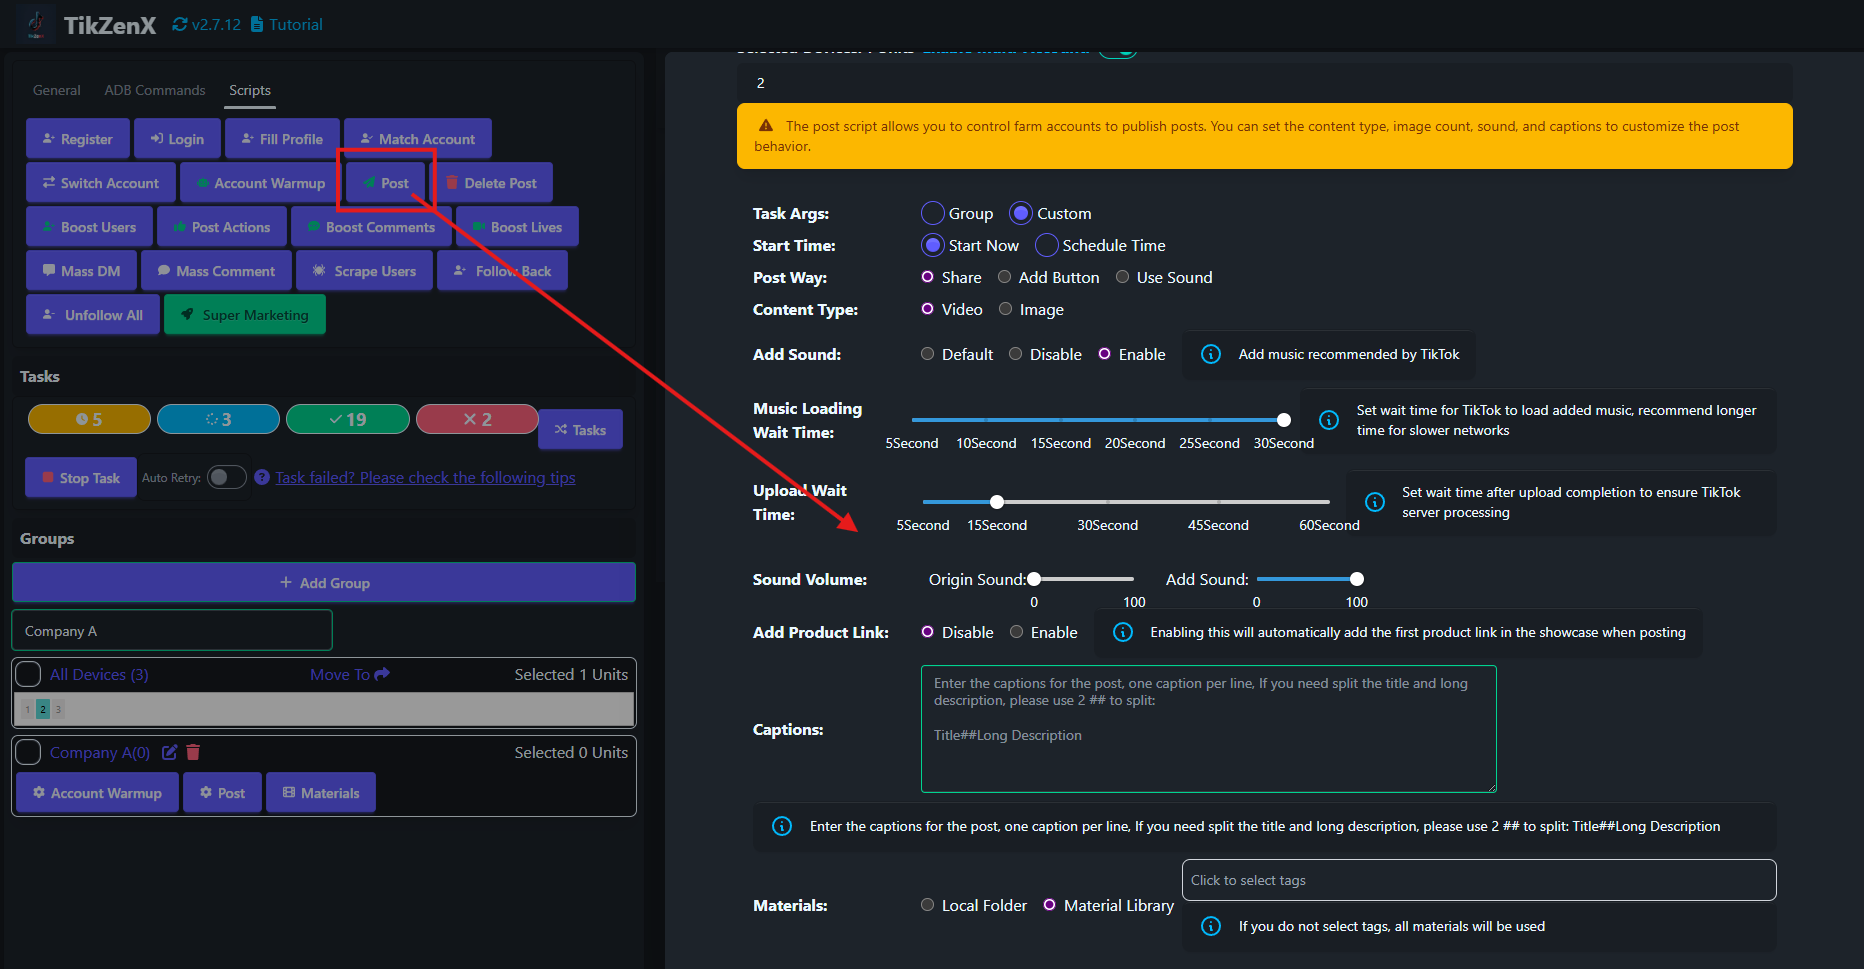 TikZenX v2.7.12 Tutorial
General ADB Commands Scripts
Register Login Fill Profile Match Account
Switch Account Account Warmup Post Delete Post
Boost Users Post Actions Boost Comments Boost Lives
Mass DM Mass Comment Scrape Users Follow Back
Unfollow All Super Marketing
Tasks
5 3 19 2 Tasks
Stop Task Auto Retry: Task failed? Please check the following tips
Groups
+ Add Group
Company A
All Devices (3) Move To Selected 1 Units
1 2 3
Company A(0) Selected 0 Units
Account Warmup Post Materials
2
The post script allows you to control farm accounts to publish posts. You can set the content type, image count, sound, and captions to customize the post
behavior.
Task Args: Group Custom
Start Time: Start Now Schedule Time
Post Way: Share Add Button Use Sound
Content Type: Video Image
Add Sound: Default Disable Enable Add music recommended by TikTok
Music Loading
Wait Time:
5Second 10Second 15Second 20Second 25Second 30Second
Set wait time for TikTok to load added music, recommend longer
time for slower networks
Upload Wait
Time:
5Second 15Second 30Second 45Second 60Second
Set wait time after upload completion to ensure TikTok
server processing
Sound Volume: Origin Sound: Add Sound:
0 100 0 100
Add Product Link: Disable Enable Enabling this will automatically add the first product link in the showcase when posting
Captions:
Enter the captions for the post, one caption per line, If you need split the title and long
description, please use 2 ## to split:
Title##Long Description
Enter the captions for the post, one caption per line, If you need split the title and long description, please use 2 ## to split: Title##Long Description
Click to select tags
Materials: Local Folder Material Library
If you do not select tags, all materials will be used